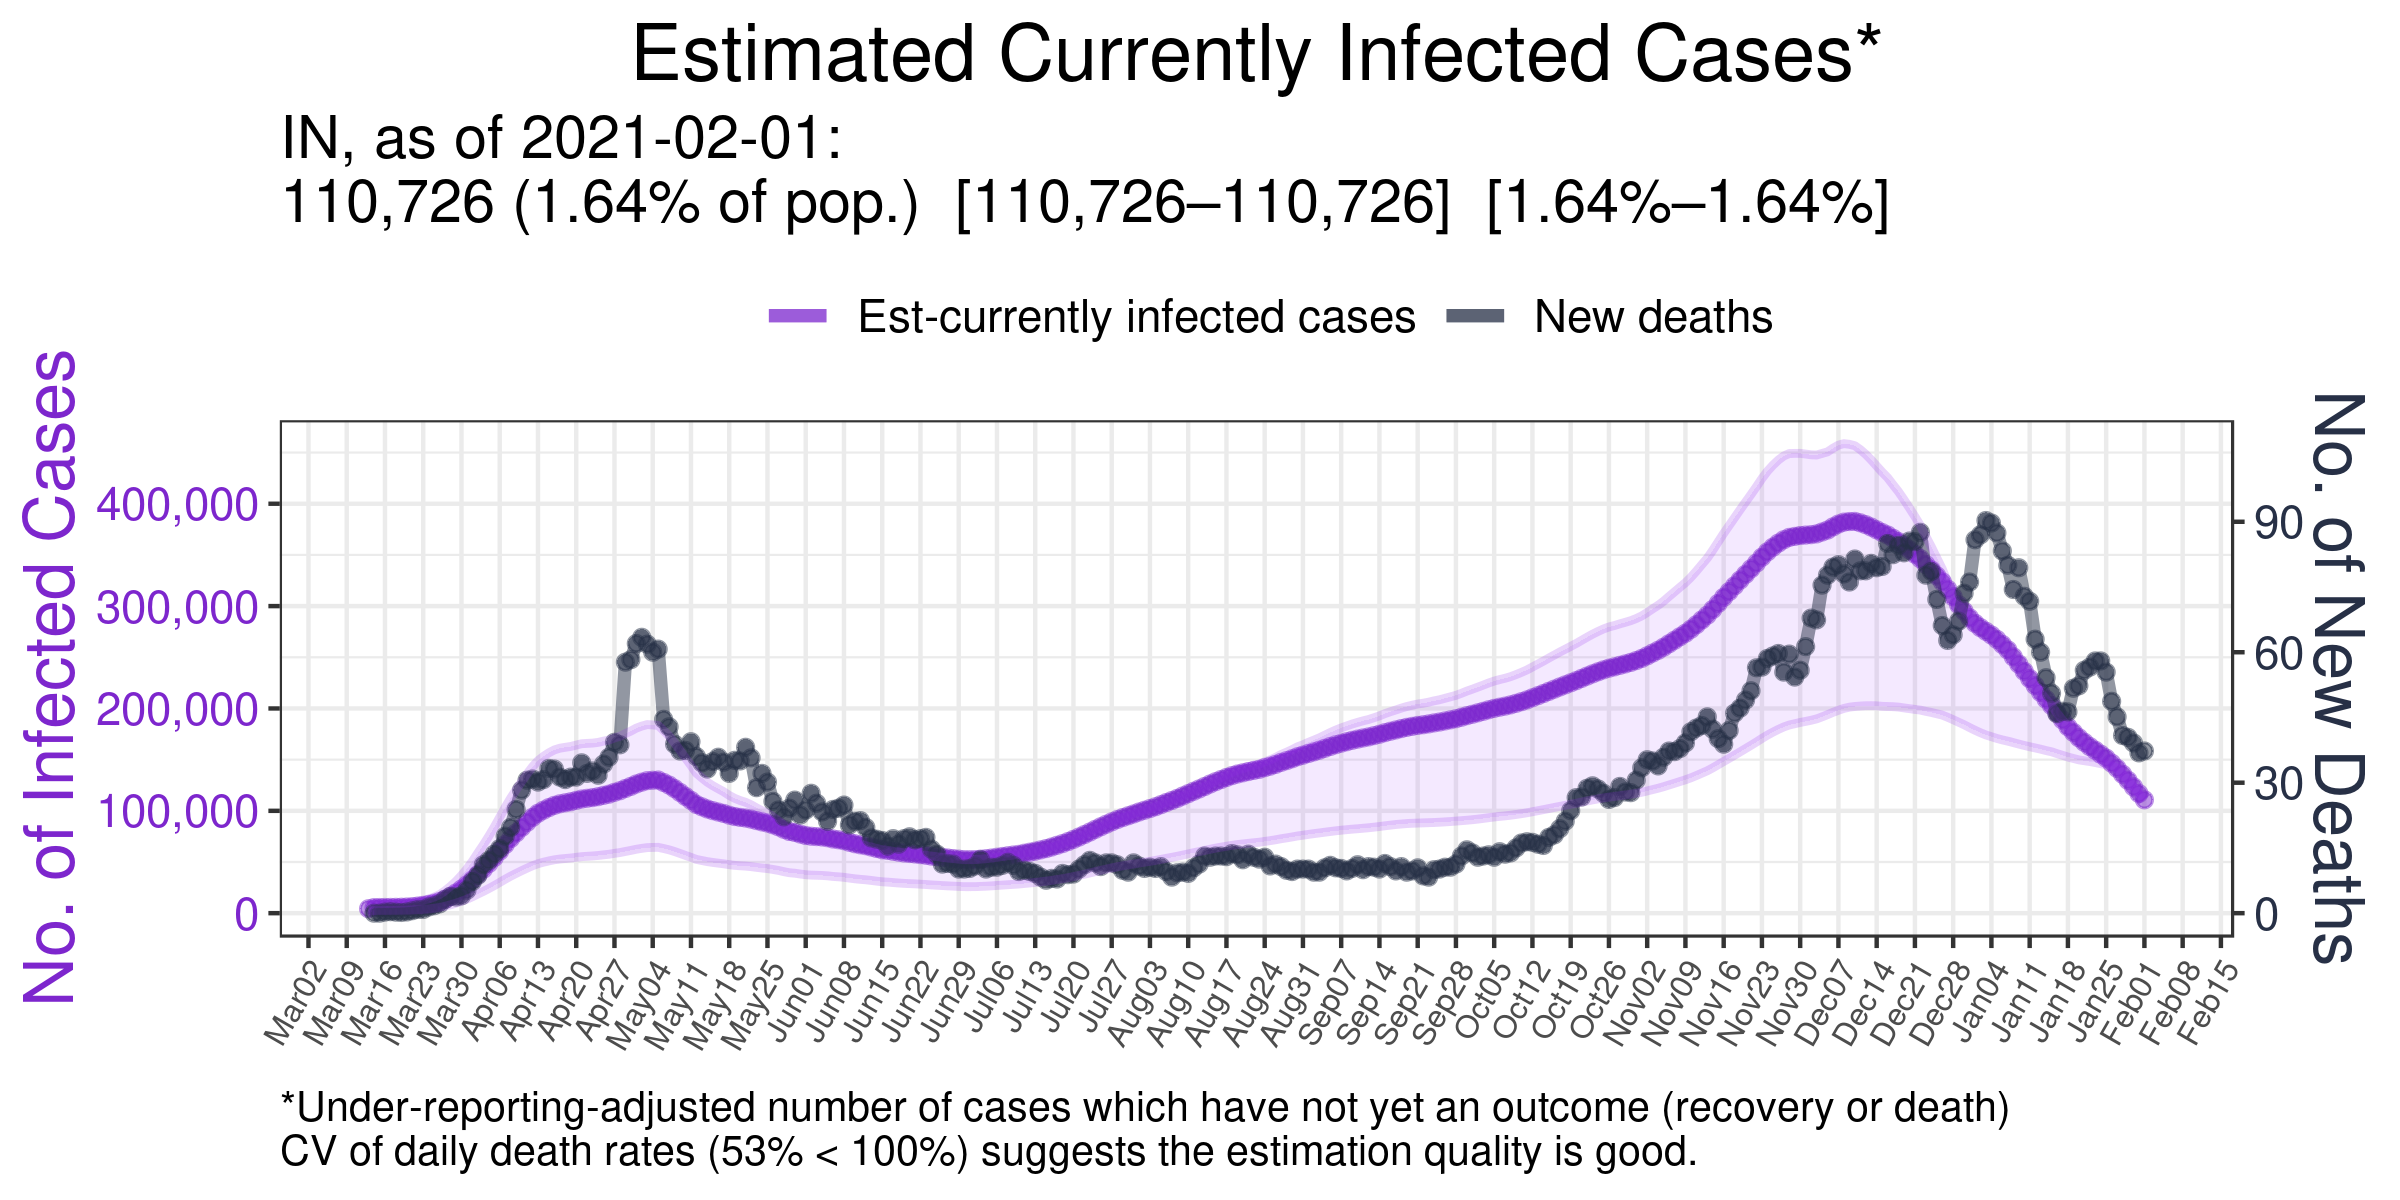 Estimated Currently Infected Cases*
IN, as of 2021-02-01:
110,726 (1.64% of pop.)  [110,726–110,726]  [1.64%–1.64%]
Est-currently infected cases
New deaths
No. of Infected Cases
400,000
300,000
200,000
100,000
0
90
60
30
0
No. of New Deaths
Mar02
Mar09
Mar16
Mar23
Mar30
Apr06
Apr13
Apr20
Apr27
May04
May11
May18
May25
Jun01
Jun08
Jun15
Jun22
Jun29
Jul06
Jul13
Jul20
Jul27
Aug03
Aug10
Aug17
Aug24
Aug31
Sep07
Sep14
Sep21
Sep28
Oct05
Oct12
Oct19
Oct26
Nov02
Nov09
Nov16
Nov23
Nov30
Dec07
Dec14
Dec21
Dec28
Jan04
Jan11
Jan18
Jan25
Feb01
Feb08
Feb15
*Under-reporting-adjusted number of cases which have not yet an outcome (recovery or death)
CV of daily death rates (53% < 100%) suggests the estimation quality is good.